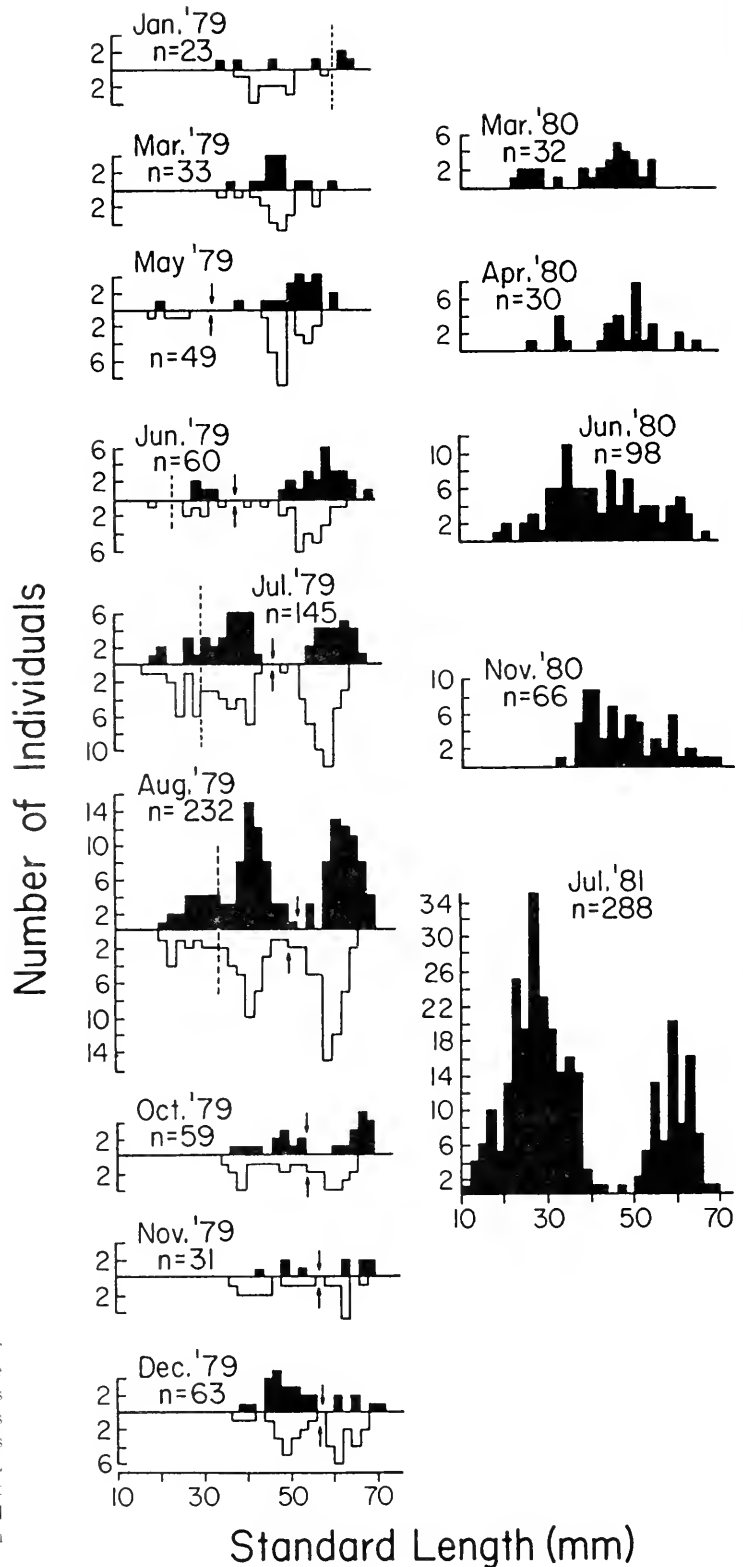 Number of Individuals
Jan.'79
n=23
2
2
Mar.'79
n=33
2
2
May '79
n=49
2
2
6
Jun.'79
n=60
6
2
2
6
Jul.'79
n=145
6
2
2
6
10
Aug.'79
n=232
14
10
6
2
2
6
10
14
Oct.'79
n=59
2
2
Nov.'79
n=31
2
2
Dec.'79
n=63
2
2
6
10 30 50 70
Mar.'80
n=32
6
2
Apr.'80
n=30
6
2
Jun.'80
n=98
10
6
2
Nov.'80
n=66
10
6
2
Jul.'81
n=288
34
30
26
22
18
14
10
6
2
10 30 50 70
Standard Length (mm)